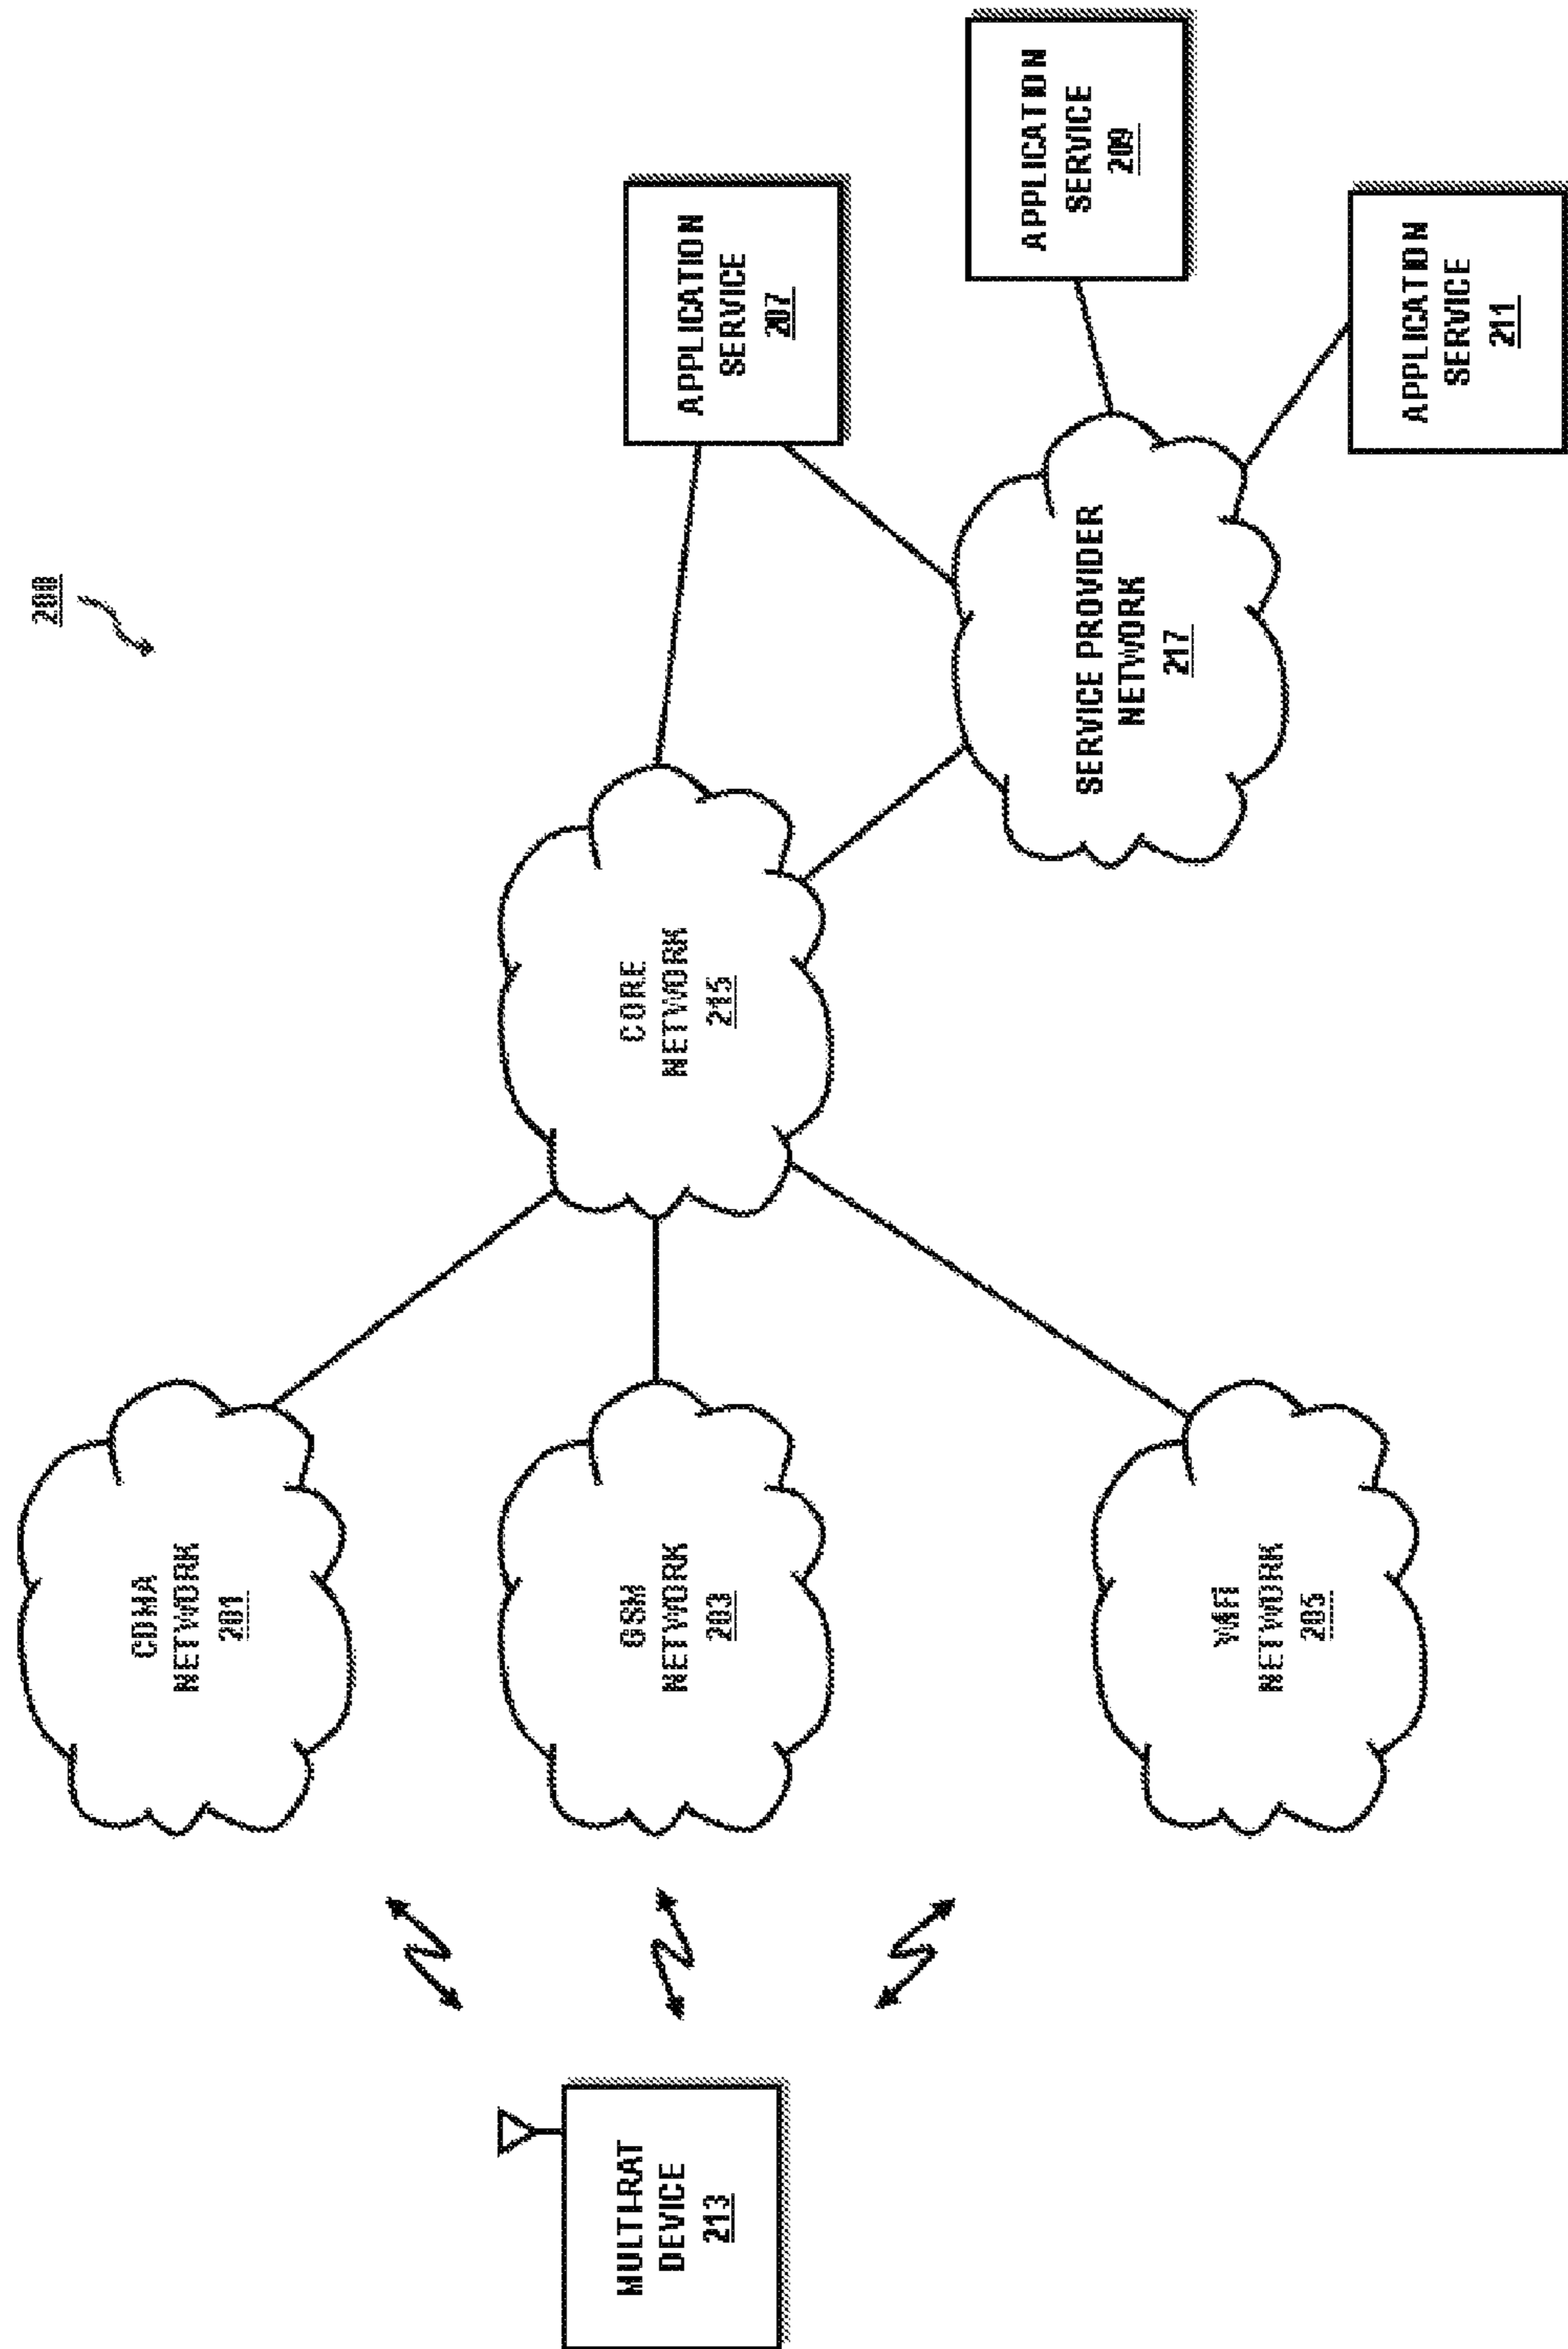 200
CDMA
NETWORK
201
GSM
NETWORK
203
WIFI
NETWORK
205
MULTI-RAT
DEVICE
213
CORE
NETWORK
215
APPLICATION
SERVICE
207
SERVICE PROVIDER
NETWORK
217
APPLICATION
SERVICE
209
APPLICATION
SERVICE
211